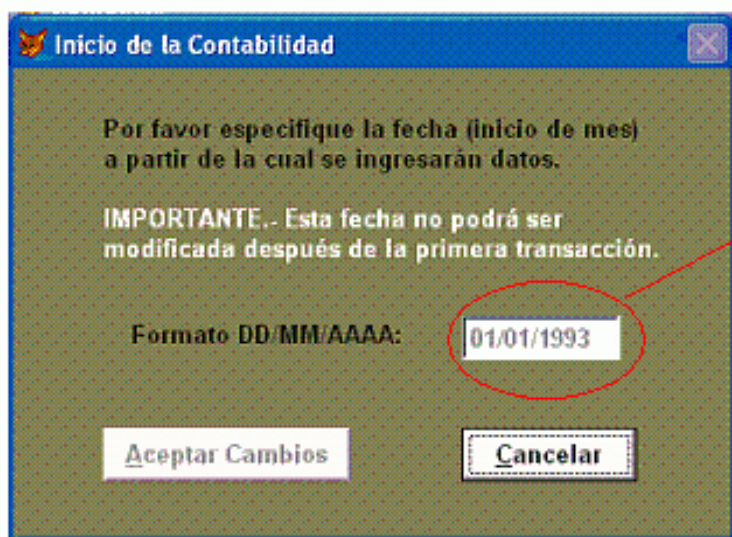 Inicio de la Contabilidad
Por favor especifique la fecha (inicio de mes)
a partir de la cual se ingresarán datos.
IMPORTANTE.- Esta fecha no podrá ser
modificada después de la primera transacción.
Formato DD/MM/AAAA: 01/01/1993
Aceptar Cambios Cancelar